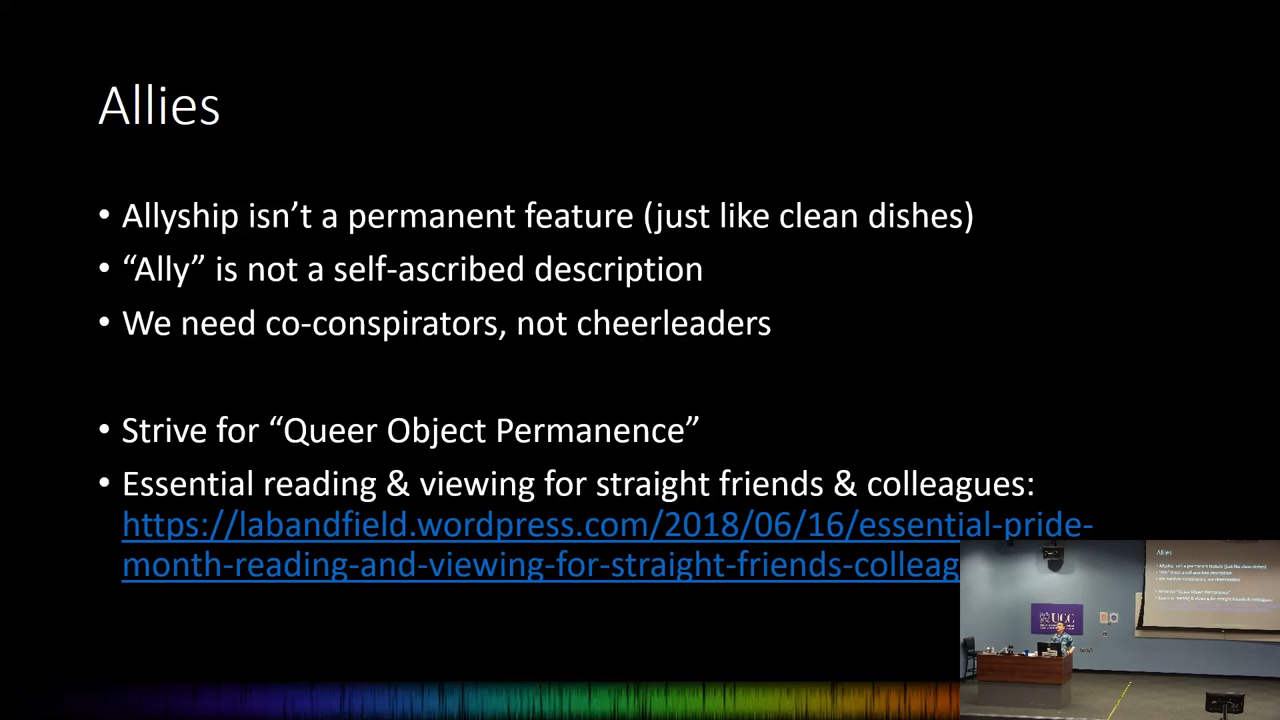 Allies
• Allyship isn’t a permanent feature (just like clean dishes)
• “Ally” is not a self-ascribed description
• We need co-conspirators, not cheerleaders
• Strive for “Queer Object Permanence”
• Essential reading & viewing for straight friends & colleagues:
https://labandfield.wordpress.com/2018/06/16/essential-pride-
month-reading-and-viewing-for-straight-friends-colleag
Allies
UCC